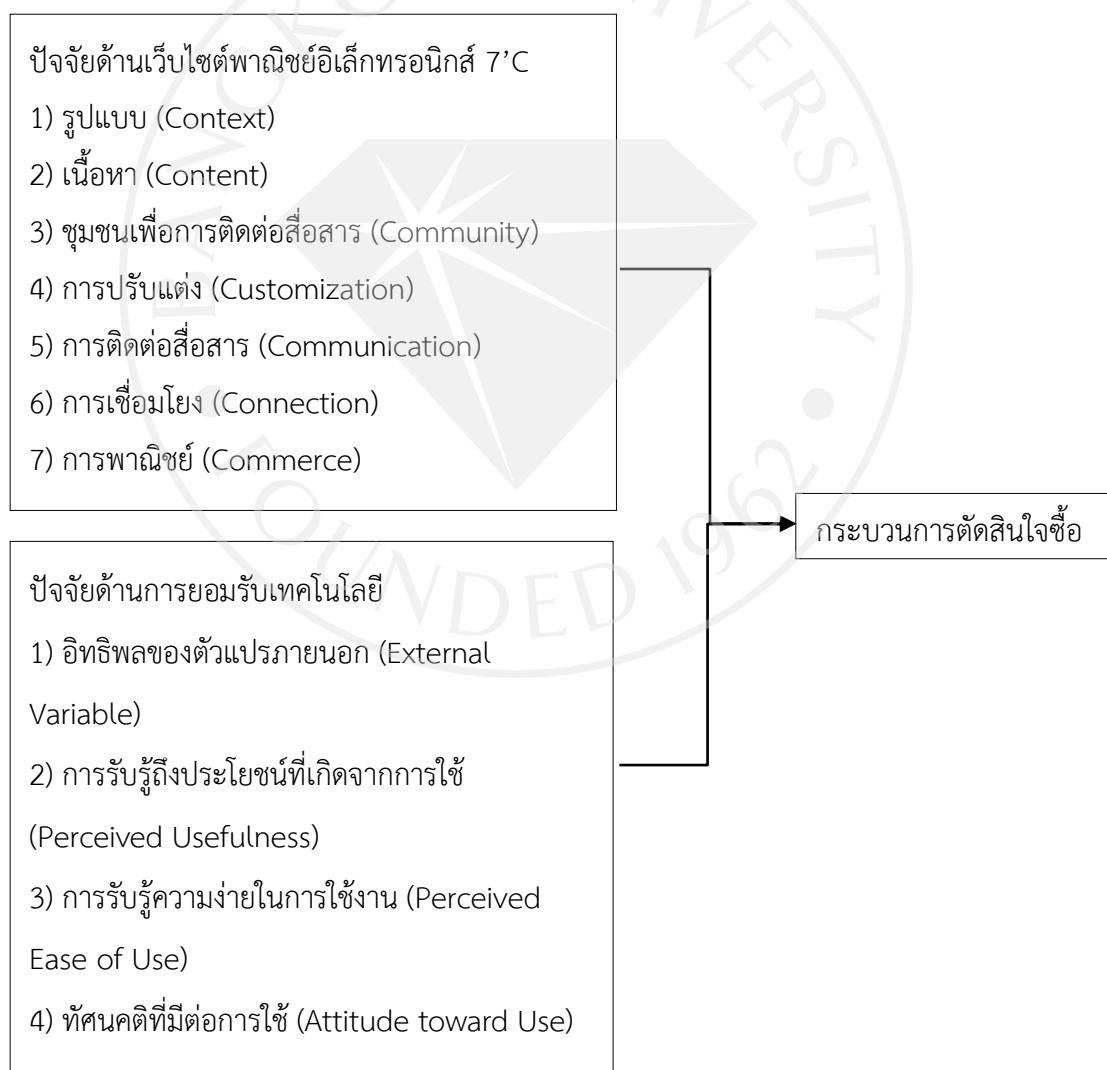 ปัจจัยด้านเว็บไซต์พาณิชย์อิเล็กทรอนิกส์ 7’C
1) รูปแบบ (Context)
2) เนื้อหา (Content)
3) ชุมชนเพื่อการติดต่อสื่อสาร (Community)
4) การปรับแต่ง (Customization)
5) การติดต่อสื่อสาร (Communication)
6) การเชื่อมโยง (Connection)
7) การพาณิชย์ (Commerce)
กระบวนการตัดสินใจซื้อ
ปัจจัยด้านการยอมรับเทคโนโลยี
1) อิทธิพลของตัวแปรภายนอก (External
Variable)
2) การรับรู้ถึงประโยชน์ที่เกิดจากการใช้
(Perceived Usefulness)
3) การรับรู้ความง่ายในการใช้งาน (Perceived
Ease of Use)
4) ทัศนคติที่มีต่อการใช้ (Attitude toward Use)
FOUNDED 1962